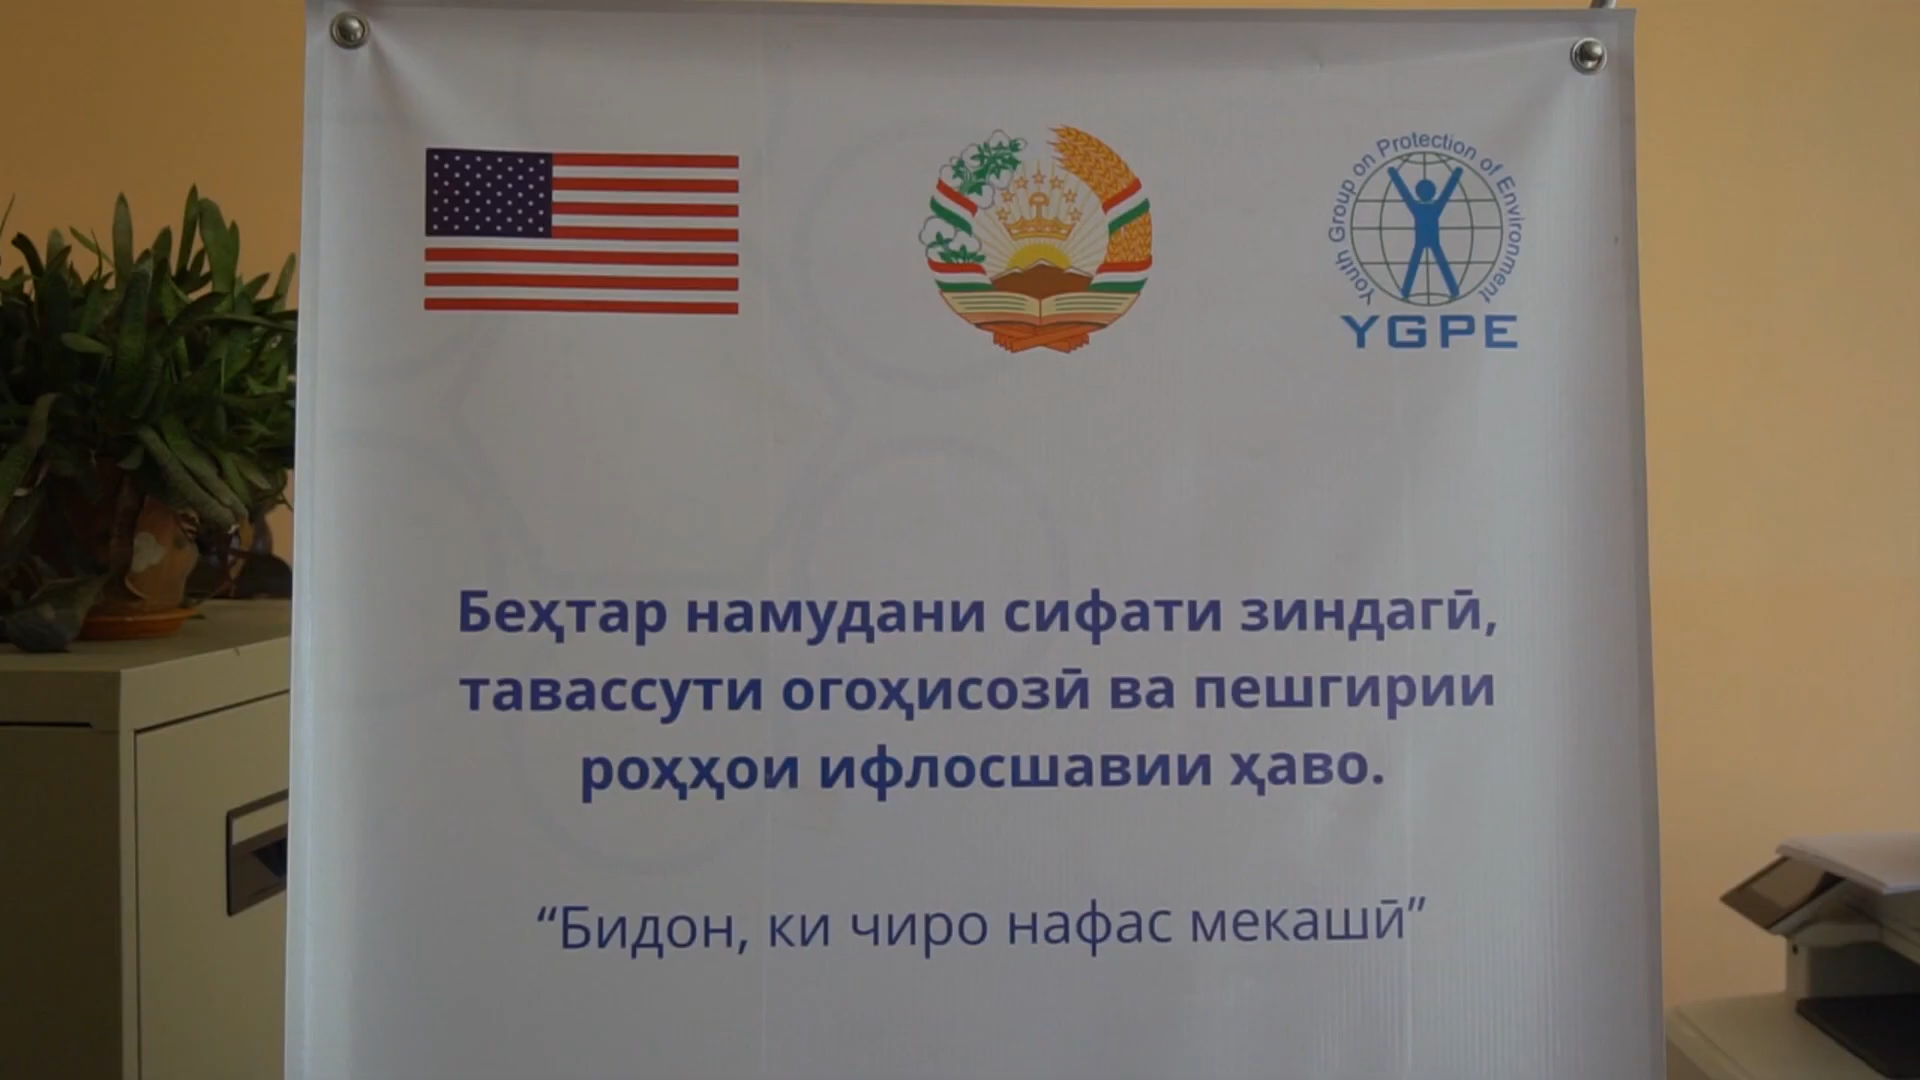 Youth Group on Protection of Environment
YGPE
Беҳтар намудани сифати зиндагӣ,
тавассути огоҳисозӣ ва пешгирии
роҳҳои ифлосшавии ҳаво.
“Бидон, ки чиро нафас мекашӣ”